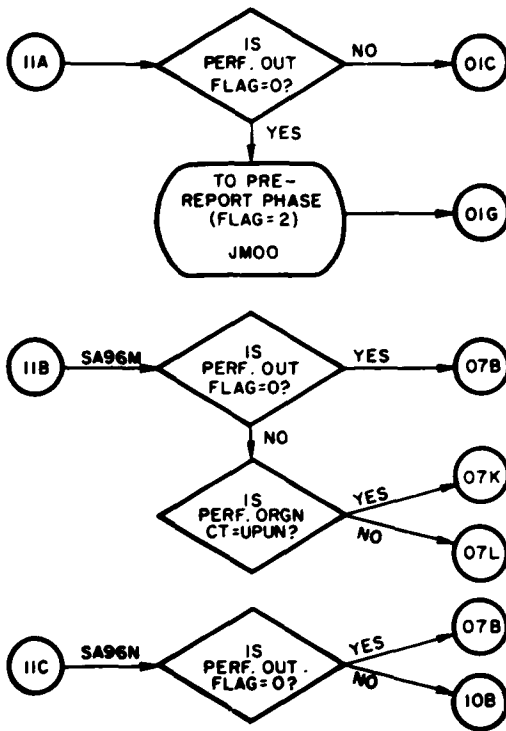 11A
IS
PERF. OUT
FLAG=0?
NO
01C
YES
TO PRE-
REPORT PHASE
(FLAG=2)
JM00
01G
11B
SA96M
IS
PERF. OUT
FLAG=0?
YES
07B
NO
IS
PERF. ORGN
CT=UPUN?
YES
07K
NO
07L
11C
SA96N
IS
PERF. OUT.
FLAG=0?
YES
07B
NO
10B